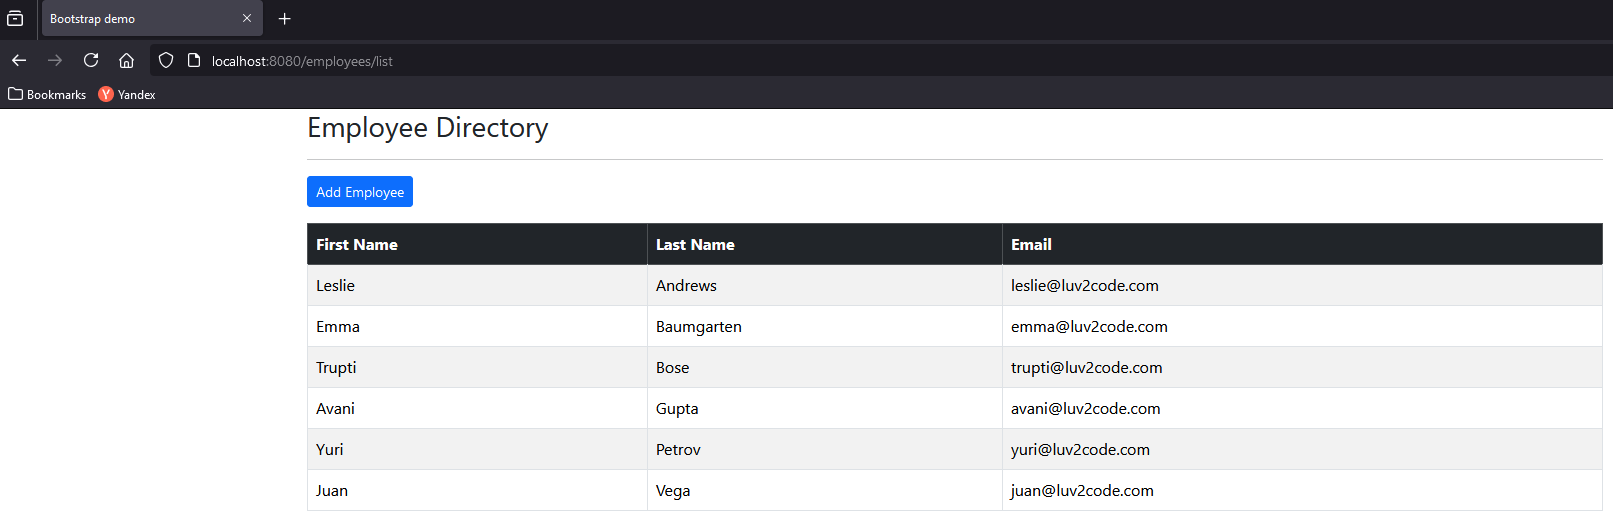 Bootstrap demo
localhost:8080/employees/list
Bookmarks Yandex
Employee Directory
Add Employee
First Name Last Name Email
Leslie Andrews leslie@luv2code.com
Emma Baumgarten emma@luv2code.com
Trupti Bose trupti@luv2code.com
Avani Gupta avani@luv2code.com
Yuri Petrov yuri@luv2code.com
Juan Vega juan@luv2code.com